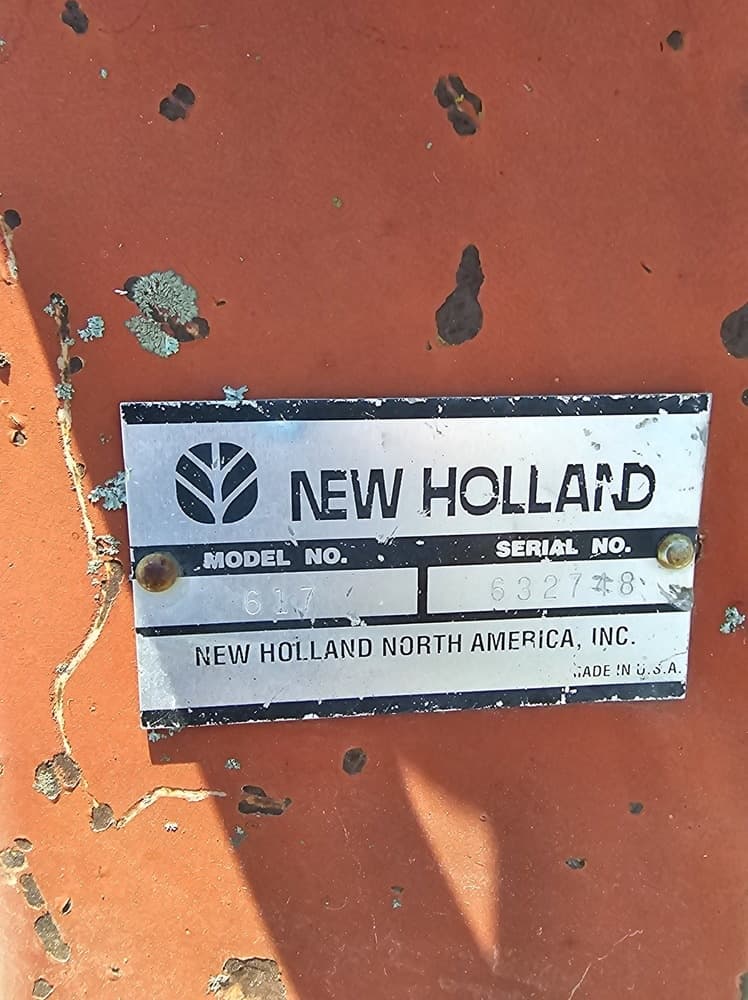 NEW HOLLAND
MODEL NO. SERIAL NO.
617
NEW HOLLAND NORTH AMERICA, INC.
MADE IN U.S.A.